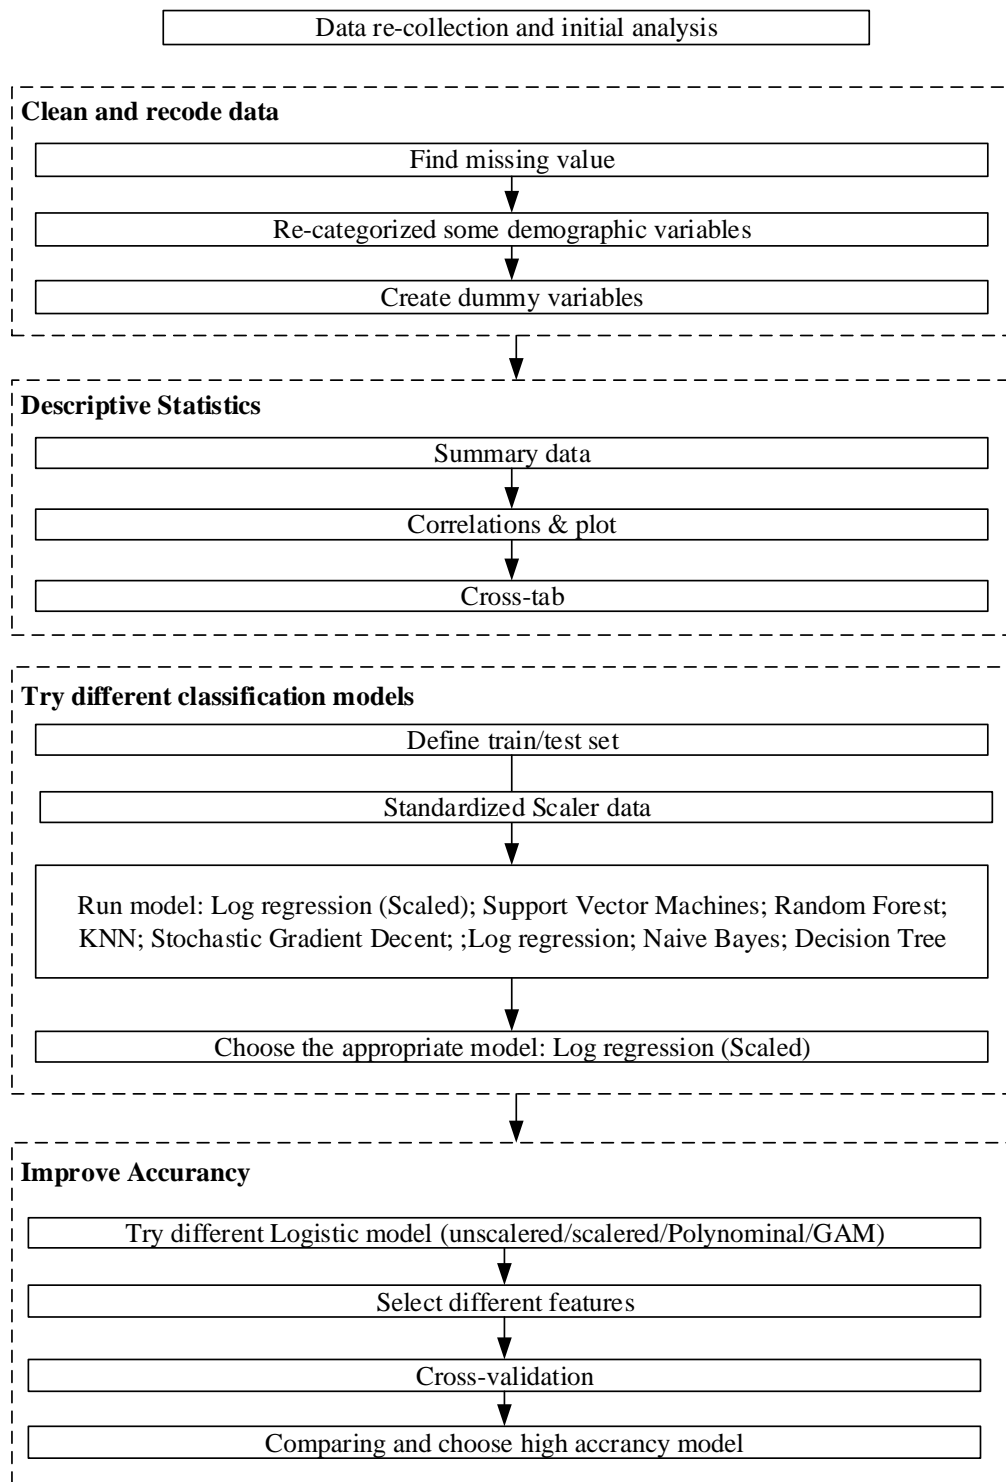 Data re-collection and initial analysis
Clean and recode data
Find missing value
Re-categorized some demographic variables
Create dummy variables
Descriptive Statistics
Summary data
Correlations & plot
Cross-tab
Try different classification models
Define train/test set
Standardized Scaler data
Run model: Log regression (Scaled); Support Vector Machines; Random Forest;
KNN; Stochastic Gradient Decent; ;Log regression; Naive Bayes; Decision Tree
Choose the appropriate model: Log regression (Scaled)
Improve Accurancy
Try different Logistic model (unscalered/scalered/Polynominal/GAM)
Select different features
Cross-validation
Comparing and choose high accrancy model